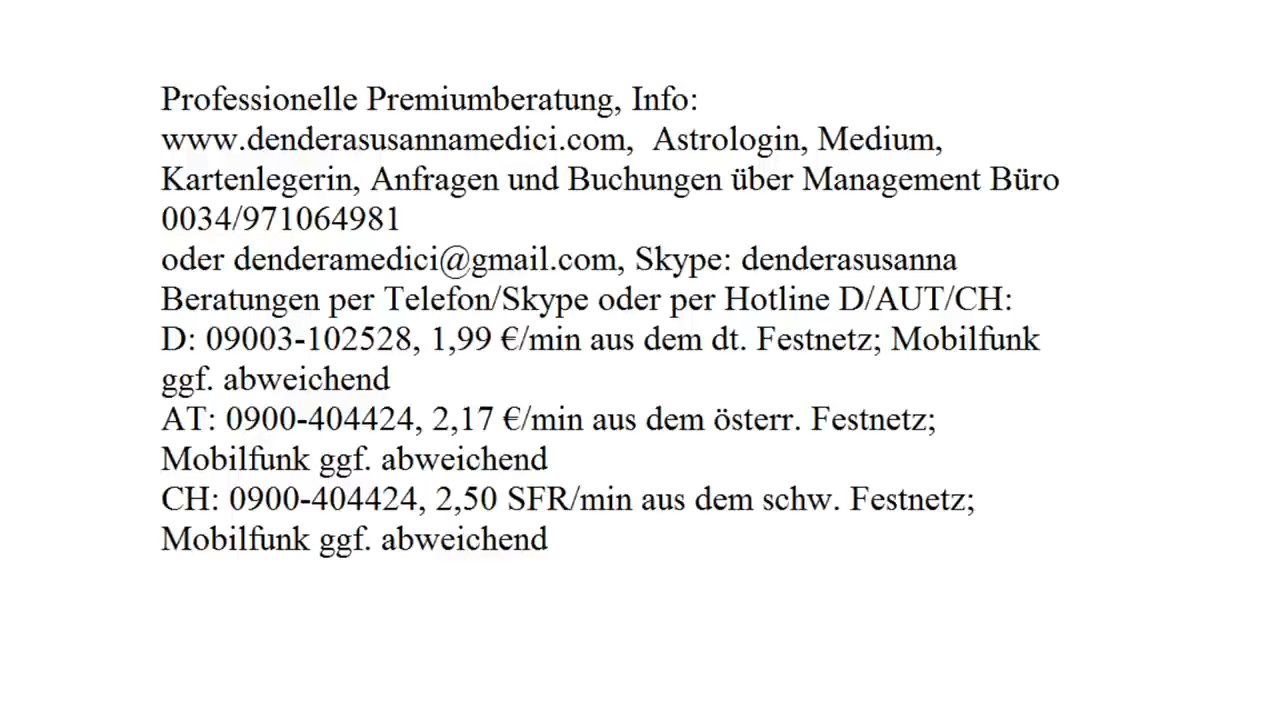 Professionelle Premiumberatung, Info:
www.denderasusannamedici.com,  Astrologin, Medium,
Kartenlegerin, Anfragen und Buchungen über Management Büro
0034/971064981
oder denderamedici@gmail.com, Skype: denderasusanna
Beratungen per Telefon/Skype oder per Hotline D/AUT/CH:
D: 09003-102528, 1,99 €/min aus dem dt. Festnetz; Mobilfunk
ggf. abweichend
AT: 0900-404424, 2,17 €/min aus dem österr. Festnetz;
Mobilfunk ggf. abweichend
CH: 0900-404424, 2,50 SFR/min aus dem schw. Festnetz;
Mobilfunk ggf. abweichend